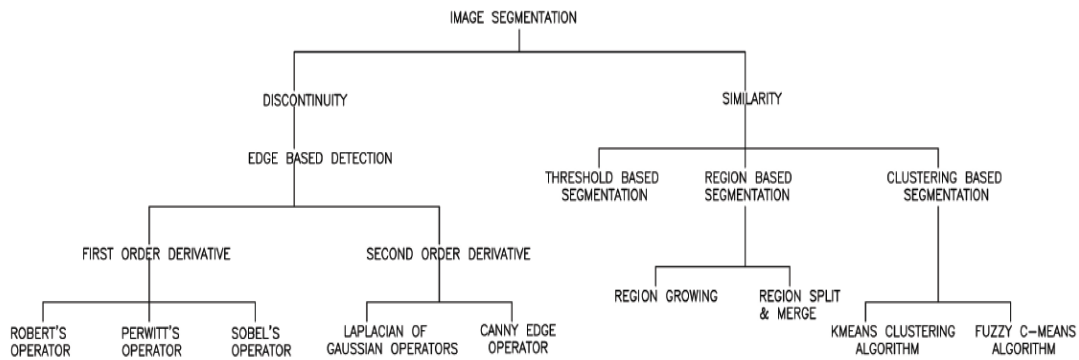 IMAGE SEGMENTATION
DISCONTINUITY
SIMILARITY
EDGE BASED DETECTION
THRESHOLD BASED
SEGMENTATION
REGION BASED
SEGMENTATION
CLUSTERING BASED
SEGMENTATION
FIRST ORDER DERIVATIVE
SECOND ORDER DERIVATIVE
REGION GROWING
REGION SPLIT
& MERGE
ROBERT'S
OPERATOR
PERWITT'S
OPERATOR
SOBEL'S
OPERATOR
LAPLACIAN OF
GAUSSIAN OPERATORS
CANNY EDGE
OPERATOR
KMEANS CLUSTERING
ALGORITHM
FUZZY C-MEANS
ALGORITHM